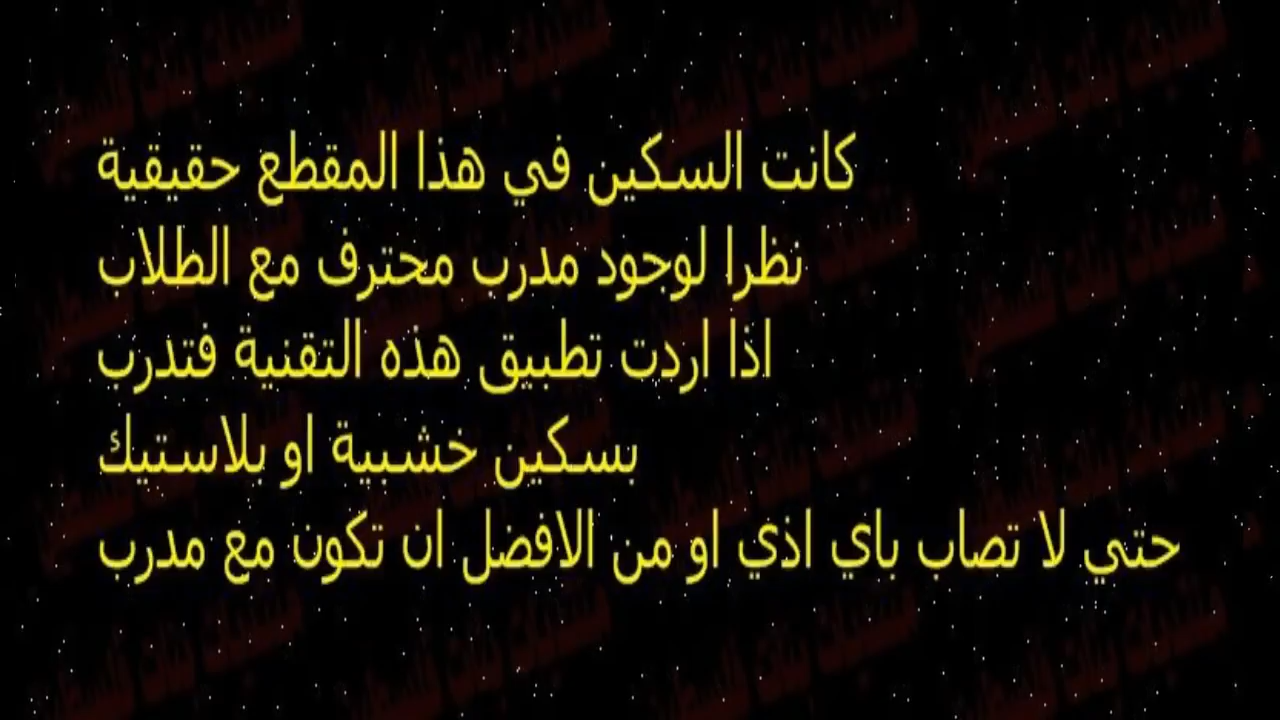 كانت السكين في هذا المقطع حقيقية
نظرا لوجود مدرب محترف مع الطلاب
اذا اردت تطبيق هذه التقنية فتدرب
بسكين خشبية او بلاستيك
حتي لا تصاب باي اذي او من الافضل ان تكون مع مدرب